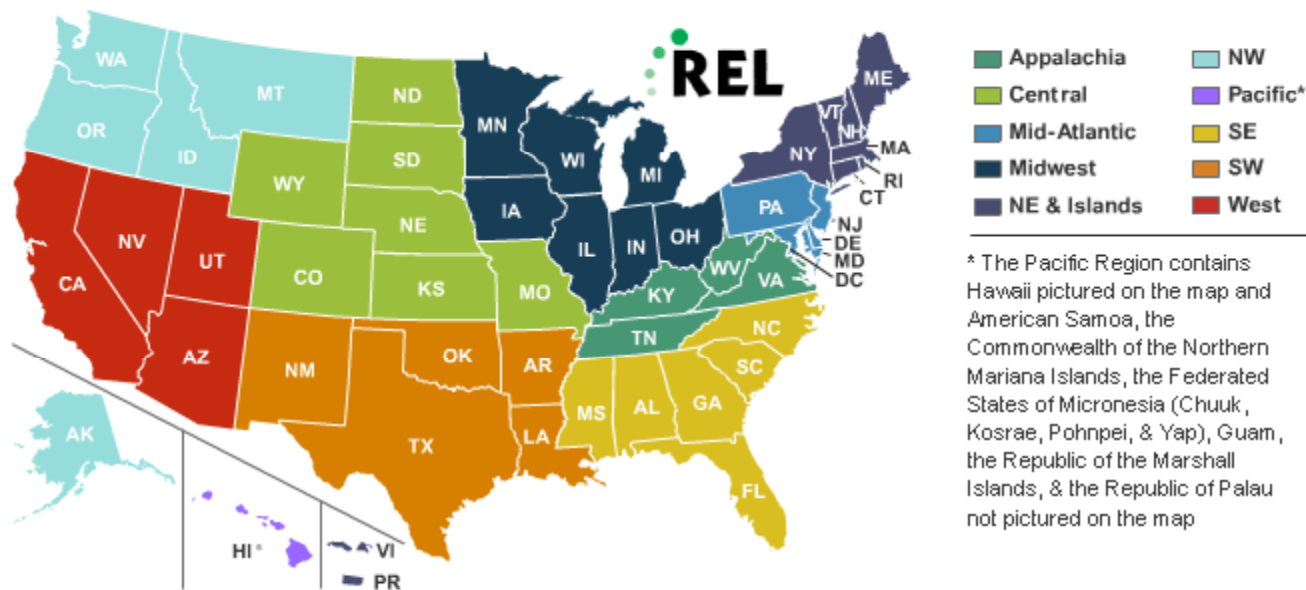 REL
WA
MT
ND
MN
ME
VT
NH
OR
ID
SD
WI
MI
NY
MA
RI
CT
WY
IA
PA
NJ
NE
NV
UT
CO
KS
MO
IL
IN
OH
WV
VA
KY
DE
MD
DC
CA
AZ
NM
OK
AR
TN
NC
SC
MS
AL
GA
AK
TX
LA
FL
HI*
VI
PR
Appalachia
Central
Mid-Atlantic
Midwest
NE & Islands
NW
Pacific*
SE
SW
West
* The Pacific Region contains
Hawaii pictured on the map and
American Samoa, the
Commonwealth of the Northern
Mariana Islands, the Federated
States of Micronesia (Chuuk,
Kosrae, Pohnpei, & Yap), Guam,
the Republic of the Marshall
Islands, & the Republic of Palau
not pictured on the map